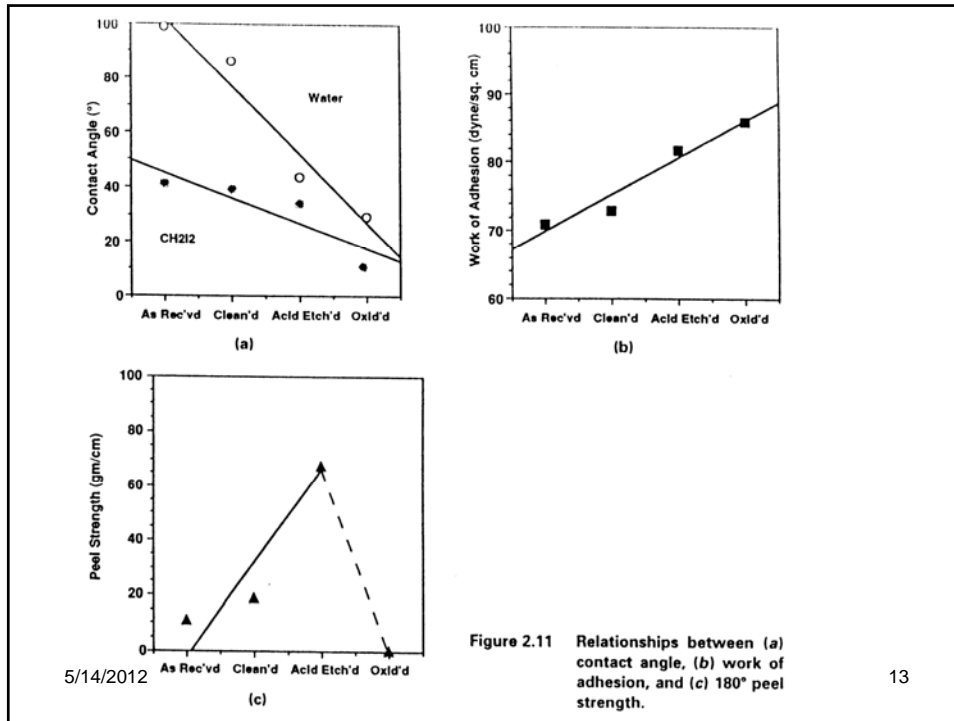 100
80
60
40
20
0
Contact Angle (°)
Water
CH2I2
As Rec'vd Clean'd Acid Etch'd Oxid'd
(a)
100
90
80
70
60
Work of Adhesion (dyne/sq. cm)
As Rec'vd Clean'd Acid Etch'd Oxid'd
(b)
100
80
60
40
20
0
Peel Strength (gm/cm)
As Rec'vd Clean'd Acid Etch'd Oxid'd
(c)
Figure 2.11 Relationships between (a)
contact angle, (b) work of
adhesion, and (c) 180° peel
strength.
5/14/2012
13